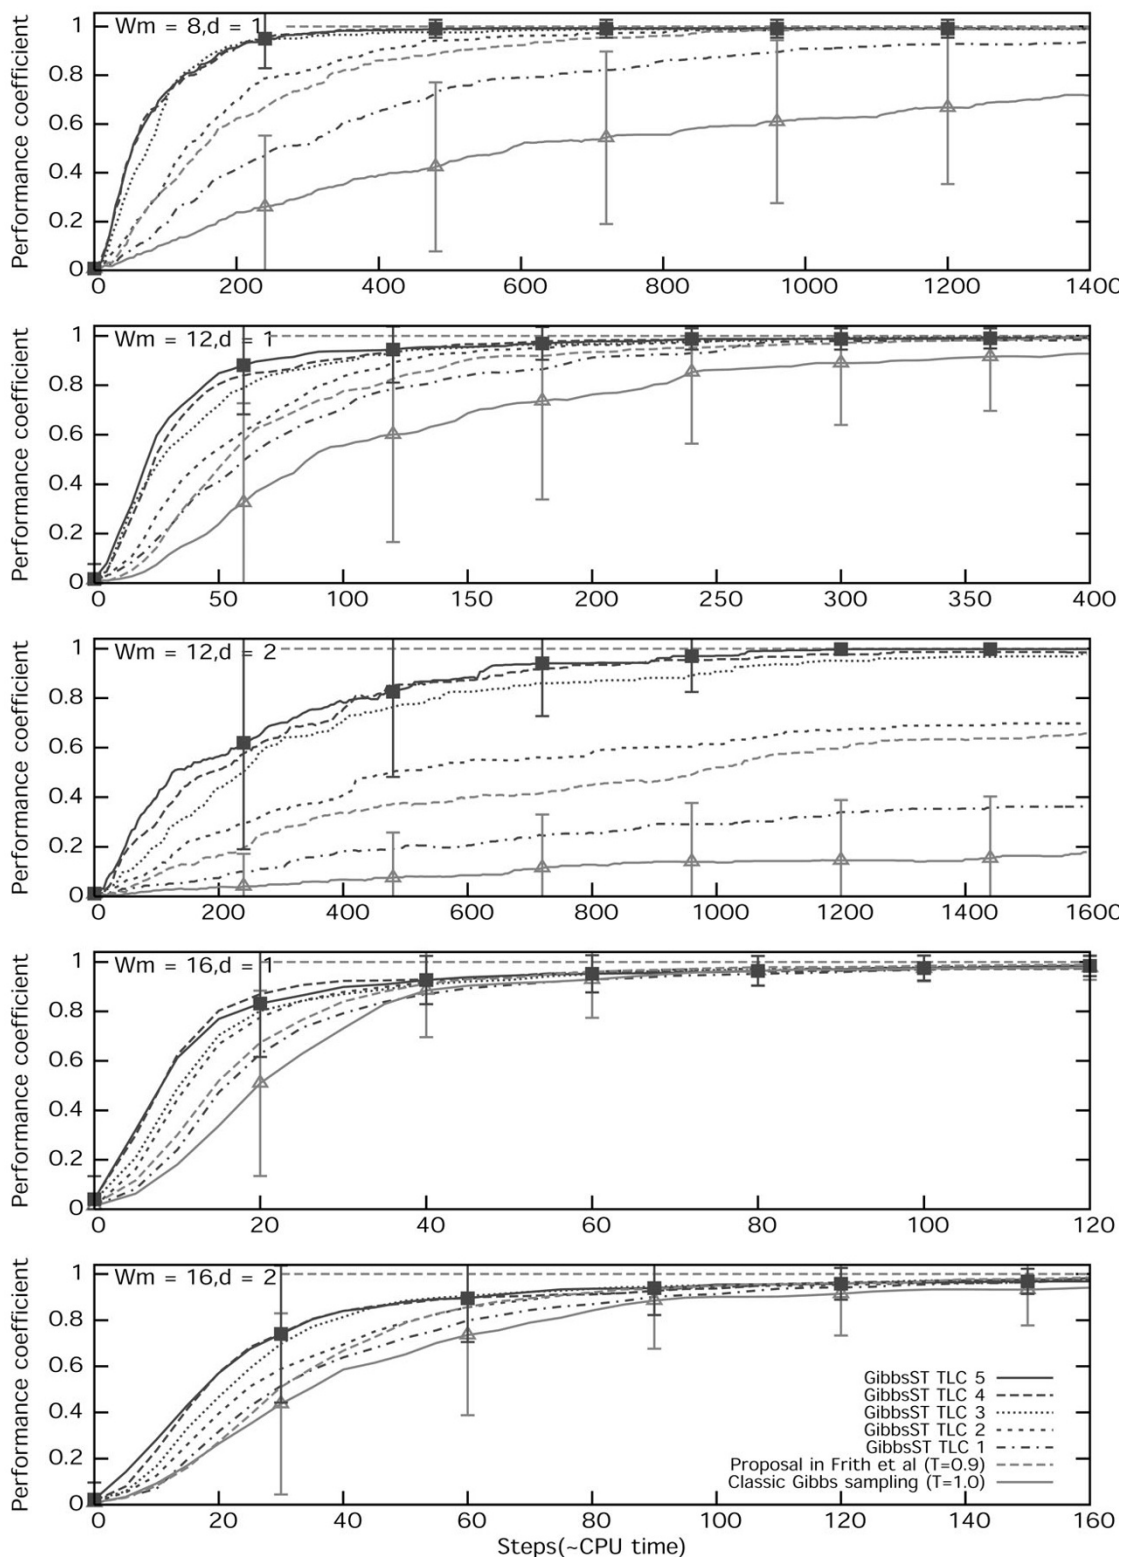 Wm = 8,d = 1
Performance coefficient
1
0.8
0.6
0.4
0.2
0
200 400 600 800 1000 1200 1400
Wm = 12,d = 1
Performance coefficient
1
0.8
0.6
0.4
0.2
0
0 50 100 150 200 250 300 350 400
Wm = 12,d = 2
Performance coefficient
1
0.8
0.6
0.4
0.2
0
0 200 400 600 800 1000 1200 1400 1600
Wm = 16,d = 1
Performance coefficient
1
0.8
0.6
0.4
0.2
0
0 20 40 60 80 100 120
Wm = 16,d = 2
Performance coefficient
1
0.8
0.6
0.4
0.2
0
GibbsST TLC 5
GibbsST TLC 4
GibbsST TLC 3
GibbsST TLC 2
GibbsST TLC 1
Proposal in Frith et al (T=0.9)
Classic Gibbs sampling (T=1.0)
0 20 40 60 80 100 120 140 160
Steps(~CPU time)